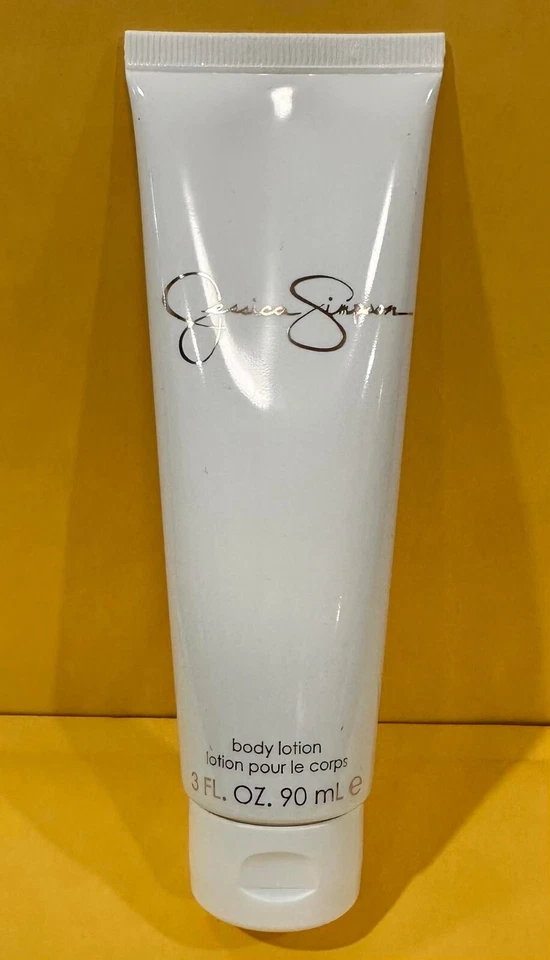 Jessica Simpson
body lotion
lotion pour le corps
3 FL. OZ. 90 mL e